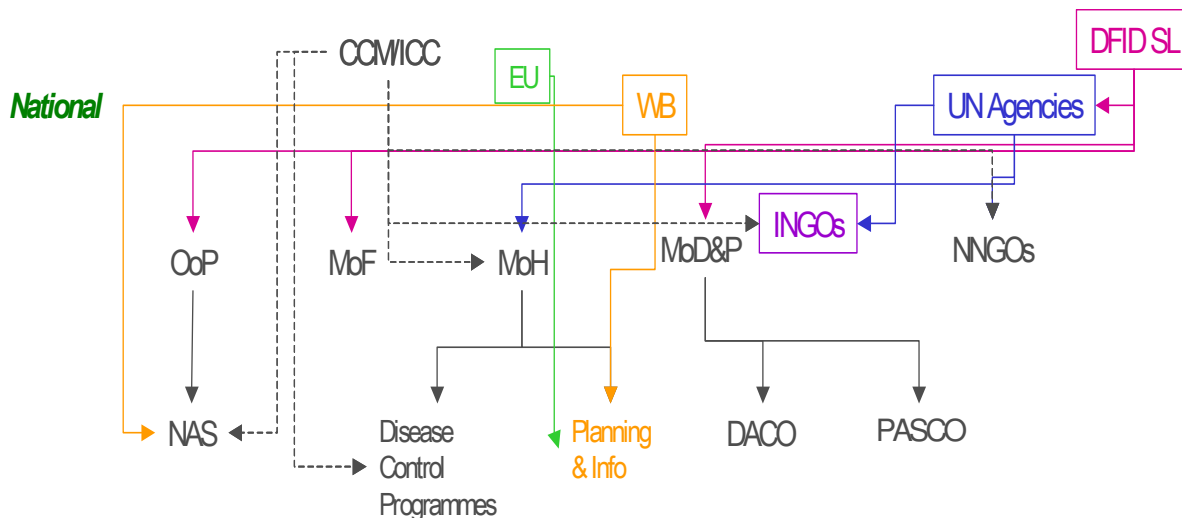 DFID SL
CCM/ICC
EU
National
WB
UN Agencies
INGOs
OoP
MoF
MoH
MoD&P
NNGOs
NAS
Disease
Control
Programmes
Planning
& Info
DACO
PASCO